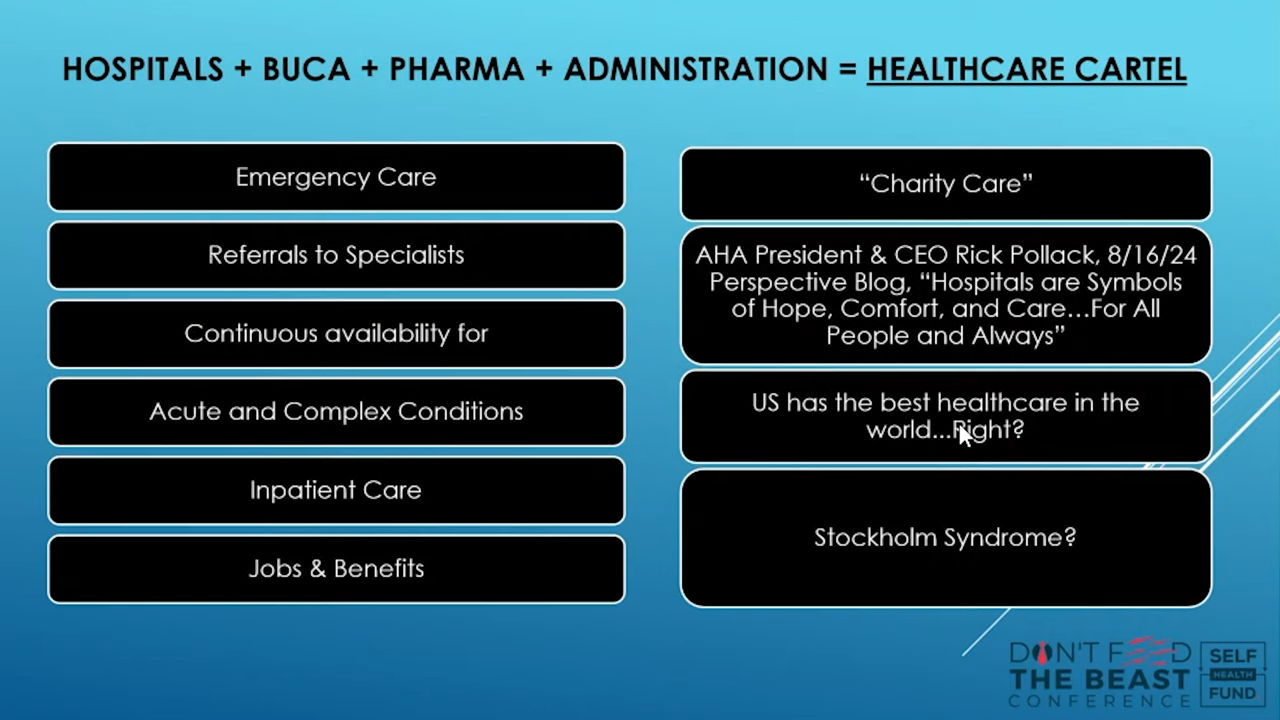 HOSPITALS + BUCA + PHARMA + ADMINISTRATION = HEALTHCARE CARTEL
Emergency Care
Referrals to Specialists
Continuous availability for
Acute and Complex Conditions
Inpatient Care
Jobs & Benefits
“Charity Care”
AHA President & CEO Rick Pollack, 8/16/24
Perspective Blog, “Hospitals are Symbols
of Hope, Comfort, and Care...For All
People and Always”
US has the best healthcare in the
world...Right?
Stockholm Syndrome?
DON'T FEED
THE BEAST
CONFERENCE
SELF
HEALTH
FUND